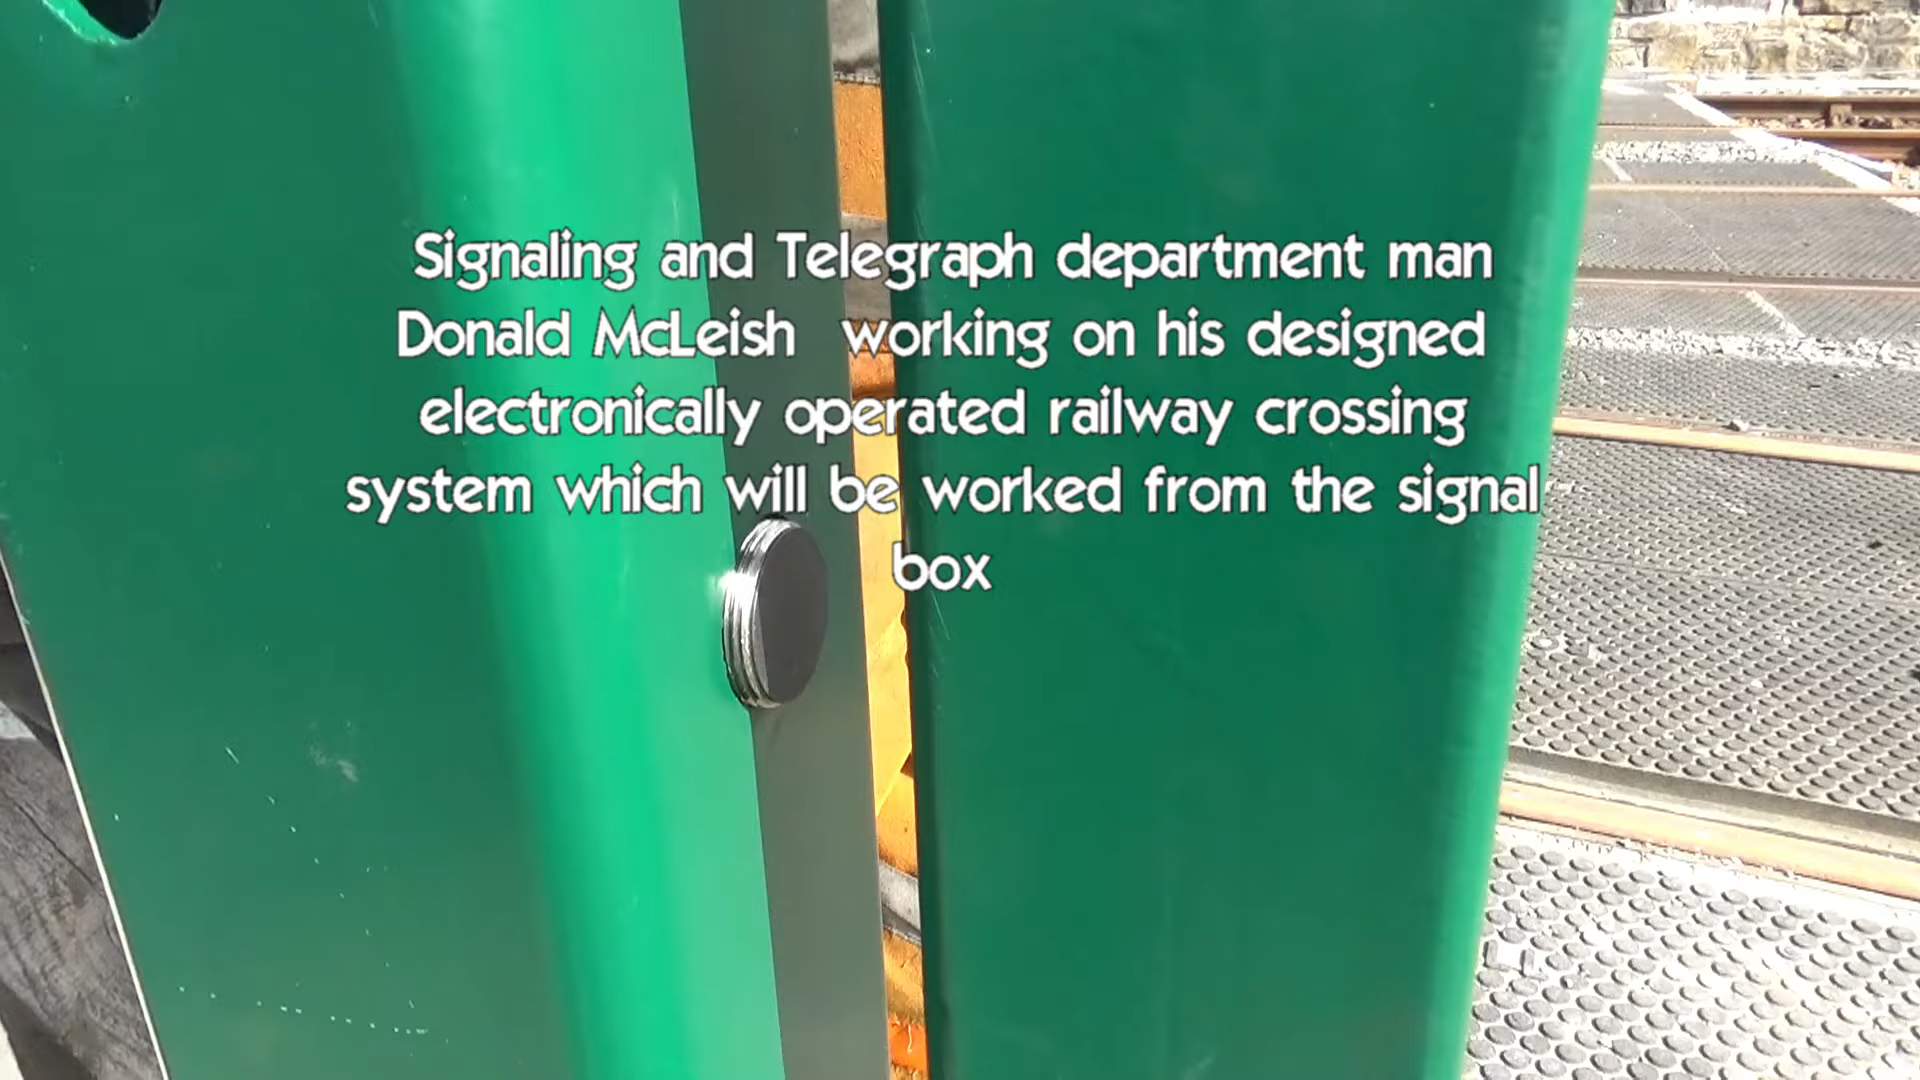 Signaling and Telegraph department man
Donald McLeish working on his designed
electronically operated railway crossing
system which will be worked from the signal
box